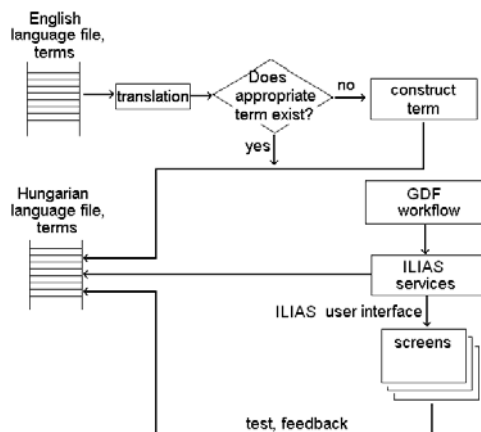 English
language file,
terms
translation
Does
appropriate
term exist?
no
construct
term
yes
Hungarian
language file,
terms
GDF
workflow
ILIAS
services
ILIAS user interface
screens
test, feedback